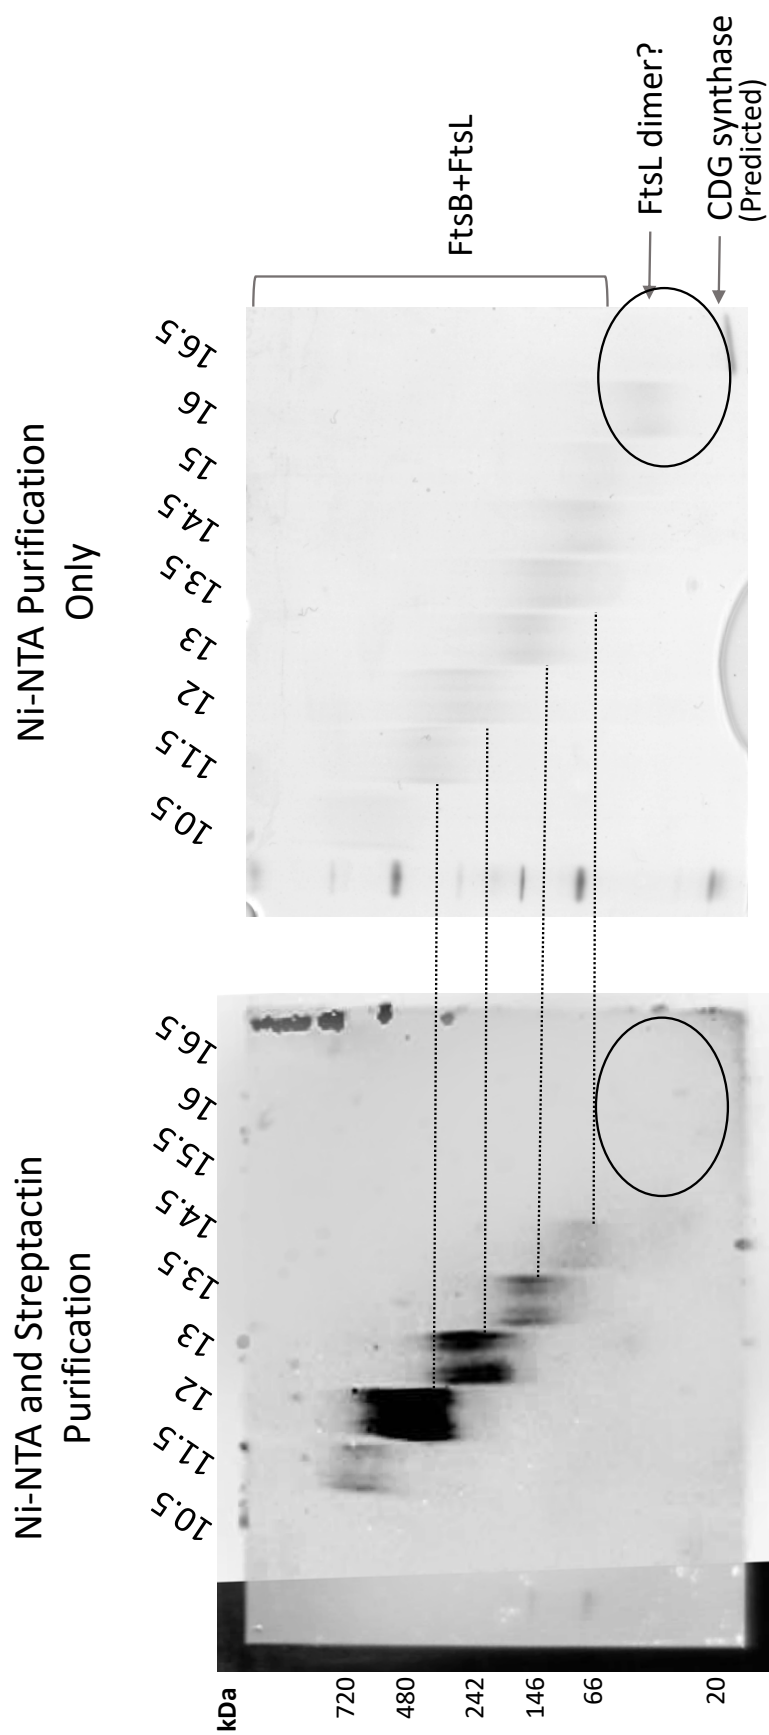 Ni-NTA and Streptactin
Purification
Ni-NTA Purification
Only
10.5
11.5
12
13
13.5
14.5
15.5
16
16.5
10.5
11.5
12
13
13.5
14.5
15
16
16.5
kDa
720
480
242
146
66
20
FtsB+FtsL
FtsL dimer?
CDG synthase
(Predicted)